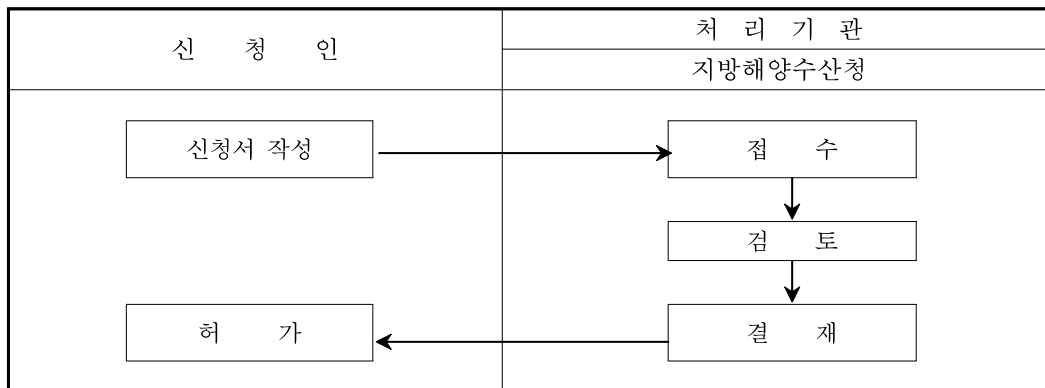 신 청 인
처 리 기 관
지방해양수산청
신청서 작성
접 수
검 토
허 가
결 재